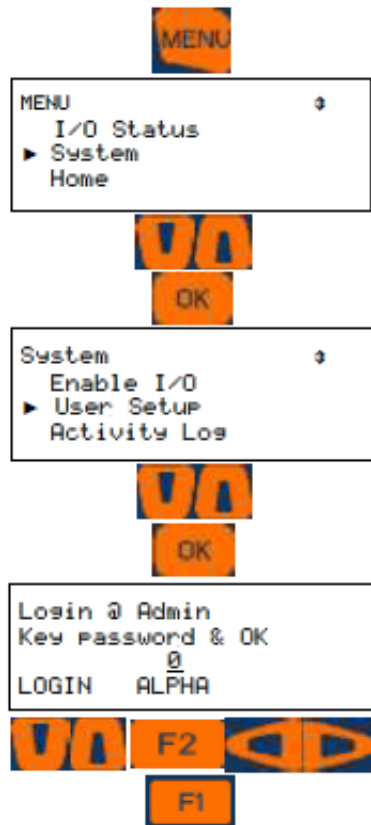 MENU
MENU
I/O Status
System
Home
OK
System
Enable I/O
User Setup
Activity Log
OK
Login @ Admin
Key password & OK
0
LOGIN ALPHA
F2
F1